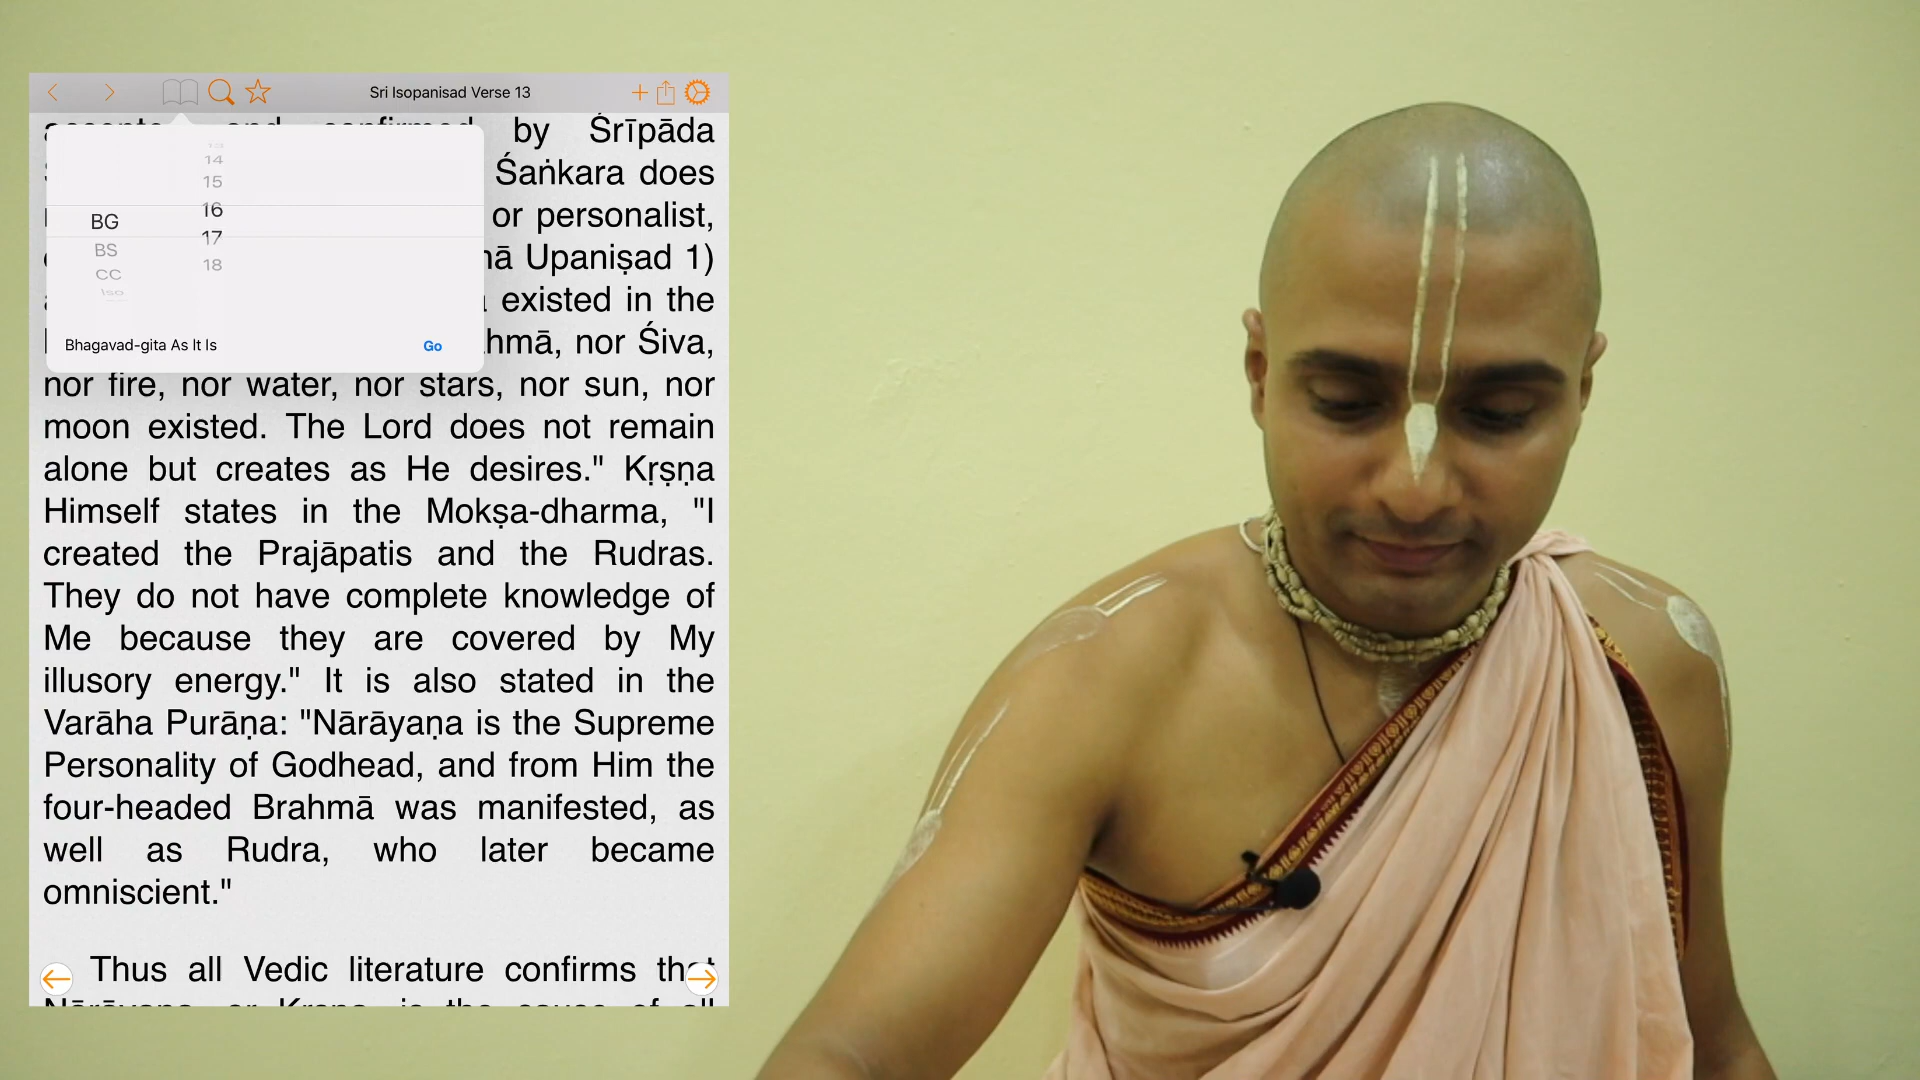 Sri Isopanisad Verse 13
by Śrīpāda
Śaṅkara does
or personalist,
Upaniṣad 1)
existed in the
nor Śiva,
14
15
16
17
18
BG
BS
CC
Iso
Bhagavad-gita As It Is
Go
nor fire, nor water, nor stars, nor sun, nor
moon existed. The Lord does not remain
alone but creates as He desires." Kṛṣṇa
Himself states in the Mokṣa-dharma, "I
created the Prajāpatis and the Rudras.
They do not have complete knowledge of
Me because they are covered by My
illusory energy." It is also stated in the
Varāha Purāṇa: "Nārāyaṇa is the Supreme
Personality of Godhead, and from Him the
four-headed Brahmā was manifested, as
well as Rudra, who later became
omniscient."
Thus all Vedic literature confirms that